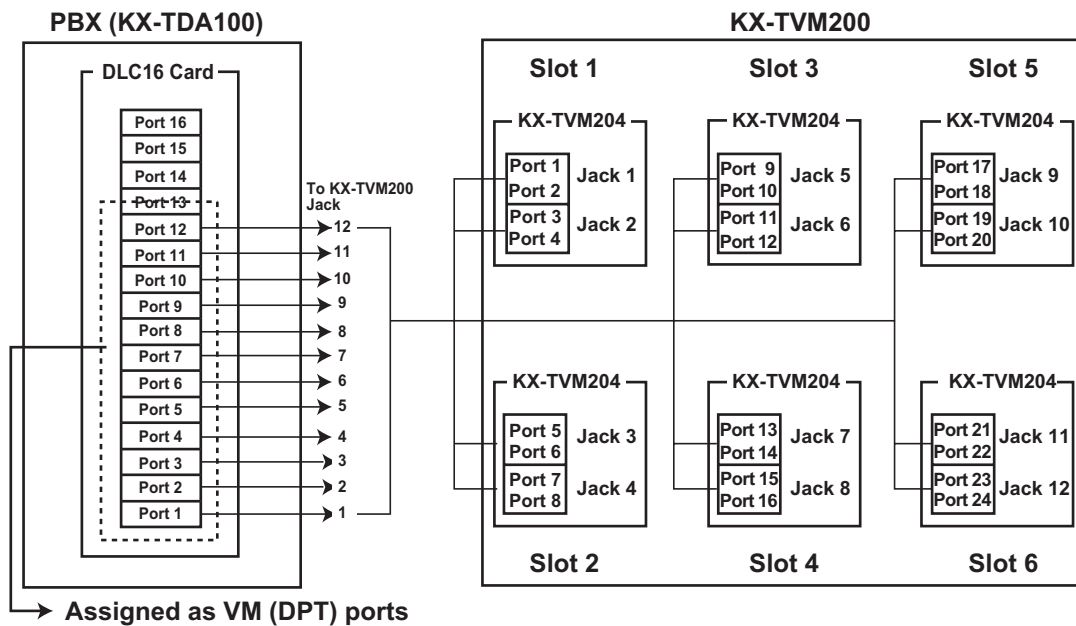 PBX (KX-TDA100)
DLC16 Card
Port 16
Port 15
Port 14
Port 13
Port 12
Port 11
Port 10
Port 9
Port 8
Port 7
Port 6
Port 5
Port 4
Port 3
Port 2
Port 1
To KX-TVM200
Jack
12
11
10
9
8
7
6
5
4
3
2
1
Assigned as VM (DPT) ports
KX-TVM200
Slot 1
KX-TVM204
Port 1
Port 2
Jack 1
Port 3
Port 4
Jack 2
Slot 3
KX-TVM204
Port 9
Port 10
Jack 5
Port 11
Port 12
Jack 6
Slot 5
KX-TVM204
Port 17
Port 18
Jack 9
Port 19
Port 20
Jack 10
KX-TVM204
Port 5
Port 6
Jack 3
Port 7
Port 8
Jack 4
Slot 2
KX-TVM204
Port 13
Port 14
Jack 7
Port 15
Port 16
Jack 8
Slot 4
KX-TVM204
Port 21
Port 22
Jack 11
Port 23
Port 24
Jack 12
Slot 6